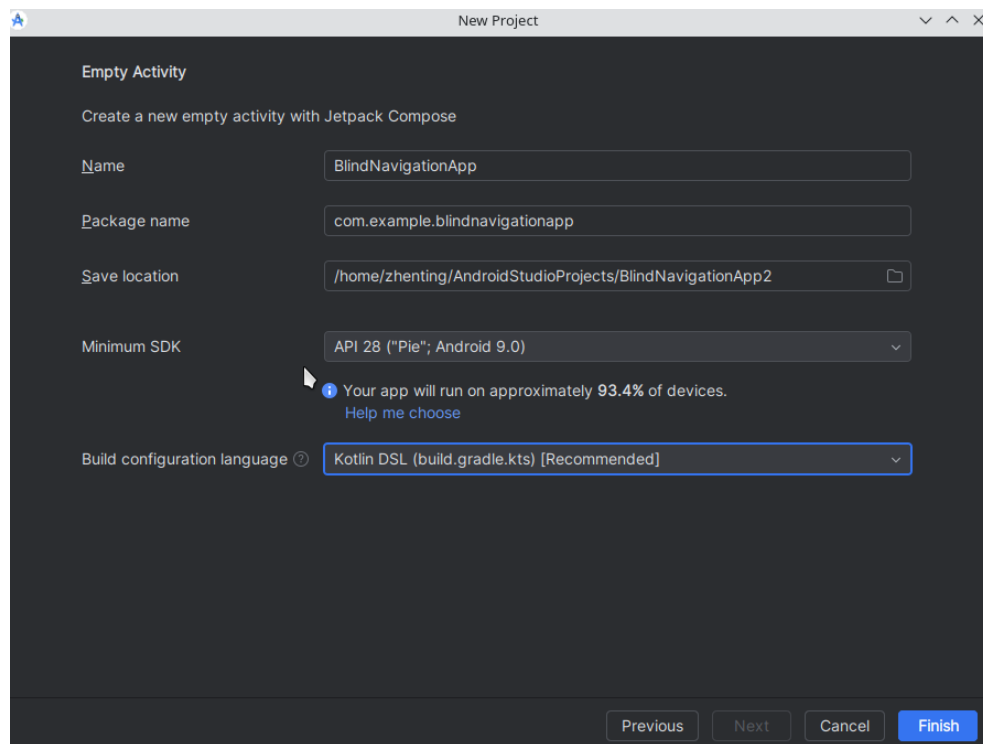 New Project
Empty Activity
Create a new empty activity with Jetpack Compose
Name BlindNavigationApp
Package name com.example.blindnavigationapp
Save location /home/zhenting/AndroidStudioProjects/BlindNavigationApp2
Minimum SDK API 28 ("Pie"; Android 9.0)
Your app will run on approximately 93.4% of devices.
Help me choose
Build configuration language ? Kotlin DSL (build.gradle.kts) [Recommended]
Previous Next Cancel Finish